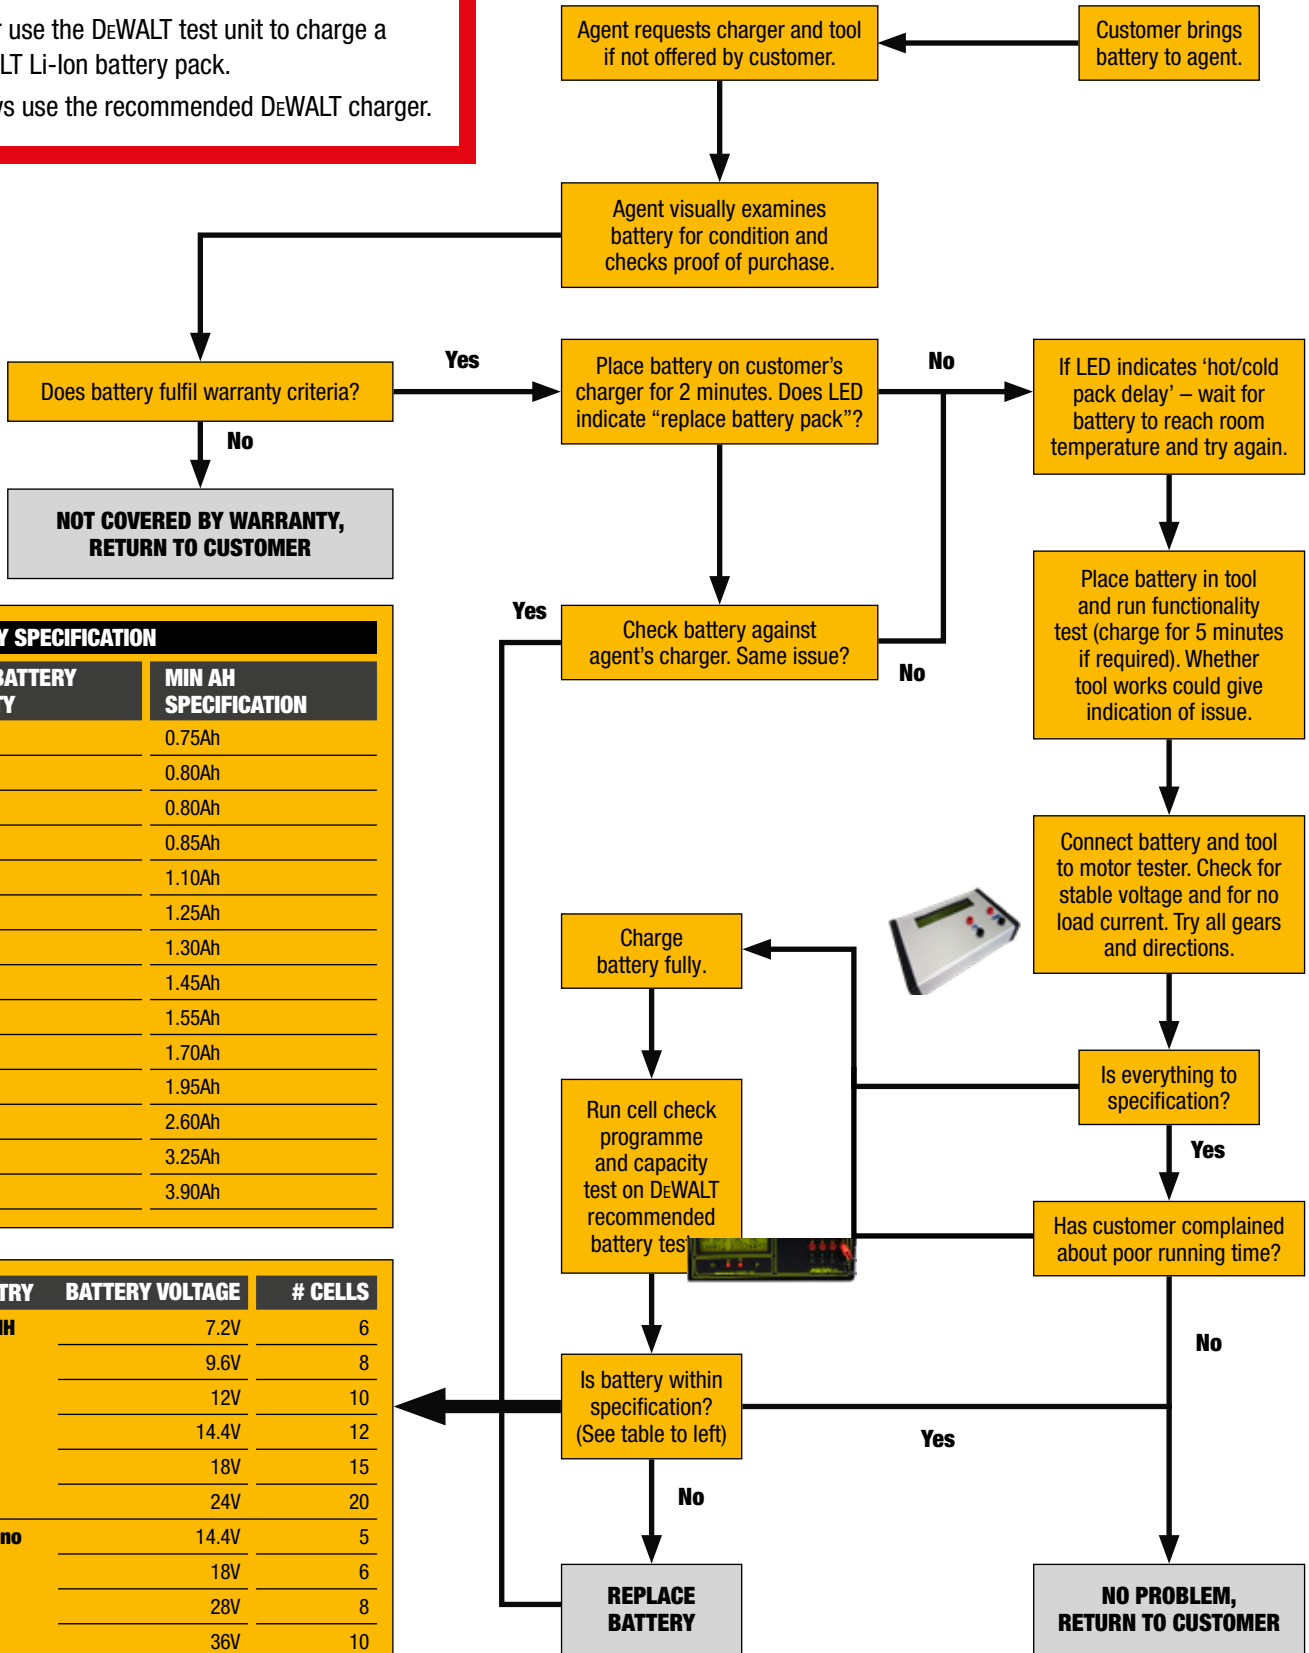 use the DEWALT test unit to charge a
Li-Ion battery pack.
use the recommended DEWALT charger.
Agent requests charger and tool
if not offered by customer.
Customer brings
battery to agent.
Agent visually examines
battery for condition and
checks proof of purchase.
Does battery fulfil warranty criteria?
Yes
Place battery on customer's
charger for 2 minutes. Does LED
indicate “replace battery pack”?
No
If LED indicates ‘hot/cold
pack delay’ – wait for
battery to reach room
temperature and try again.
No
NOT COVERED BY WARRANTY,
RETURN TO CUSTOMER
Place battery in tool
and run functionality
test (charge for 5 minutes
if required). Whether
tool works could give
indication of issue.
Yes
Check battery against
agent's charger. Same issue?
No
SPECIFICATION
BATTERY
MIN AH
SPECIFICATION
0.75Ah
0.80Ah
0.80Ah
0.85Ah
1.10Ah
1.25Ah
1.30Ah
1.45Ah
1.55Ah
1.70Ah
1.95Ah
2.60Ah
3.25Ah
3.90Ah
Connect battery and tool
to motor tester. Check for
stable voltage and for no
load current. Try all gears
and directions.
Charge
battery fully.
Is everything to
specification?
Yes
Run cell check
programme
and capacity
test on DEWALT
recommended
battery
Has customer complained
about poor running time?
No
BATTERY VOLTAGE # CELLS
7.2V 6
9.6V 8
12V 10
14.4V 12
18V 15
24V 20
14.4V 5
18V 6
28V 8
36V 10
Is battery within
specification?
(See table to left)
Yes
No
REPLACE
BATTERY
NO PROBLEM,
RETURN TO CUSTOMER